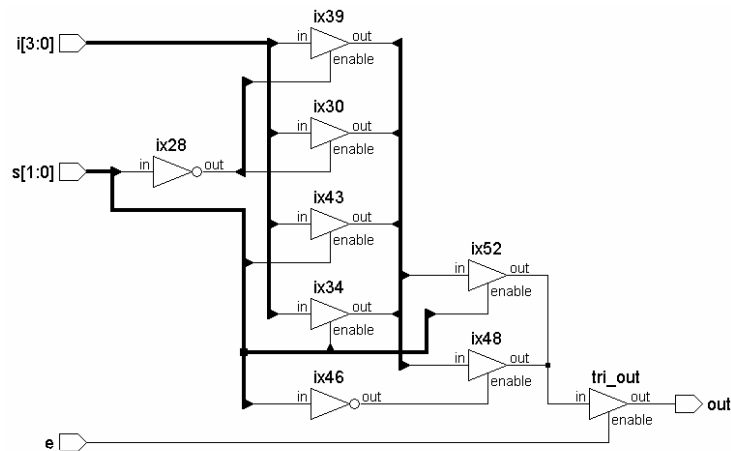 ix39
i[3:0] in out
enable
ix30
in out
ix28 enable
s[1:0] in out
ix43
in out
enable ix52
in out
ix34 enable
in out
enable ix48
in out
ix46 enable tri_out
in out in out out
enable
e